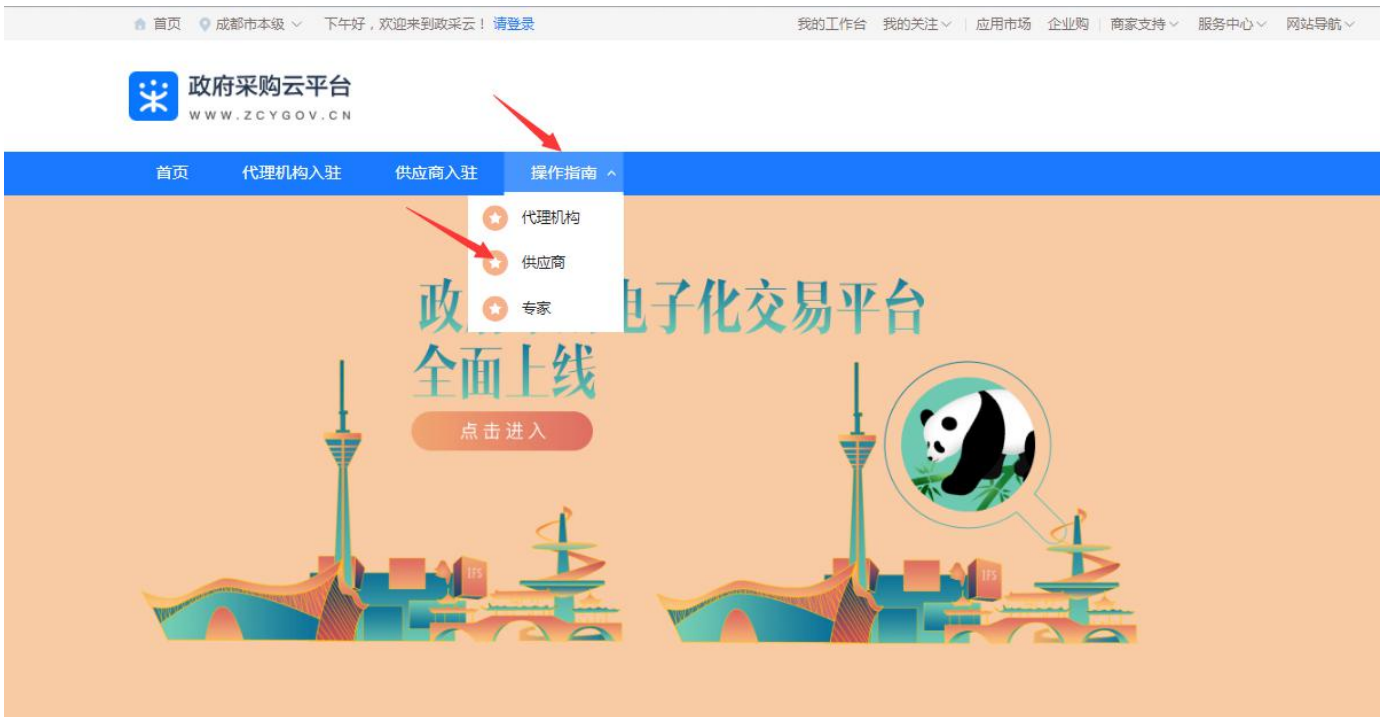 首页 成都市本级 下午好，欢迎来到政采云！请登录 我的工作台 我的关注 应用市场 企业购 商家支持 服务中心 网站导航
政府采购云平台
WWW.ZCYGOV.CN
首页 代理机构入驻 供应商入驻 操作指南
代理机构
供应商
专家
政 电子化交易平台
全面上线
点击进入
IFS
IFS